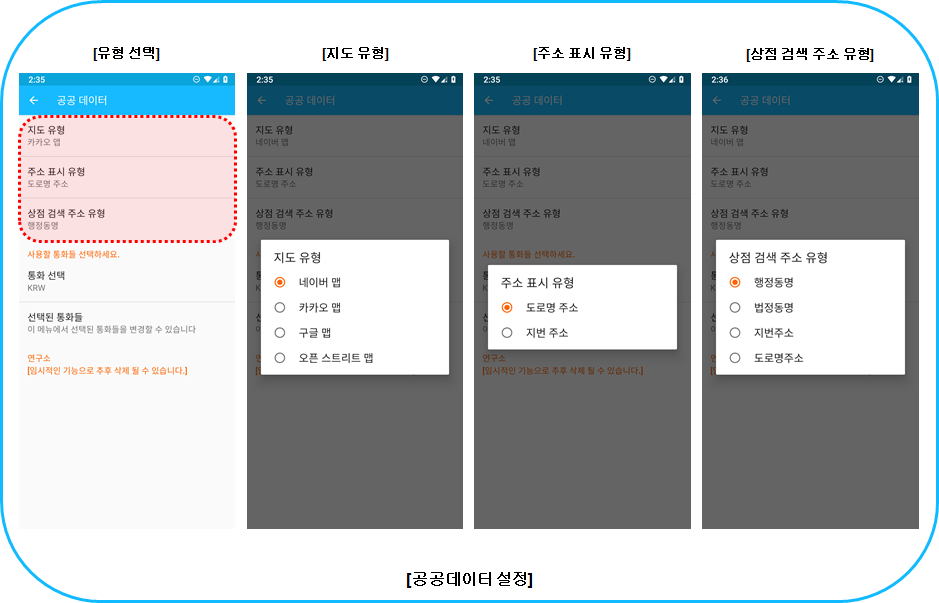 [유형 선택]
[지도 유형]
[주소 표시 유형]
[상점 검색 주소 유형]
2:35
공공 데이터
지도 유형
카카오 맵
주소 표시 유형
도로명 주소
상점 검색 주소 유형
행정동명
사용할 통화들 선택하세요.
통화 선택
KRW
선택된 통화들
이 메뉴에서 선택된 통화들을 변경할 수 있습니다
연구소
[임시적인 기능으로 추후 삭제 될 수 있습니다.]
2:35
공공 데이터
지도 유형
네이버 맵
주소 표시 유형
도로명 주소
상점 검색 주소 유형
지도 유형
네이버 맵
카카오 맵
구글 맵
오픈 스트리트 맵
2:35
공공 데이터
지도 유형
네이버 맵
주소 표시 유형
도로명 주소
상점 검색 주소 유형
행정동명
사용할 통화들 선택하세요.
주소 표시 유형
도로명 주소
지번 주소
연구소
[임시적인 기능으로 추후 삭제 될 수 있습니다.]
2:36
공공 데이터
지도 유형
네이버 맵
주소 표시 유형
도로명 주소
상점 검색 주소 유형
상점 검색 주소 유형
행정동명
법정동명
지번주소
도로명주소
[공공데이터 설정]